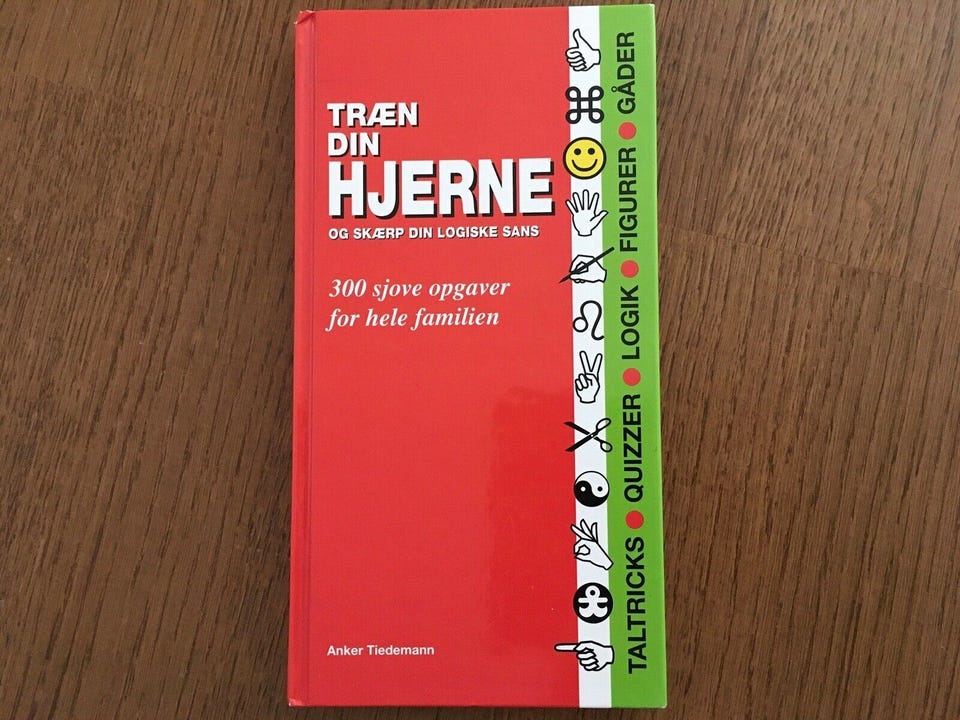 TRÆN
DIN
HJERNE
OG SKÆRP DIN LOGISKE SANS
300 sjove opgaver
for hele familien
Anker Tiedemann
TALTRICKS ● QUIZZER ● LOGIK ● FIGURER ● GÅDER